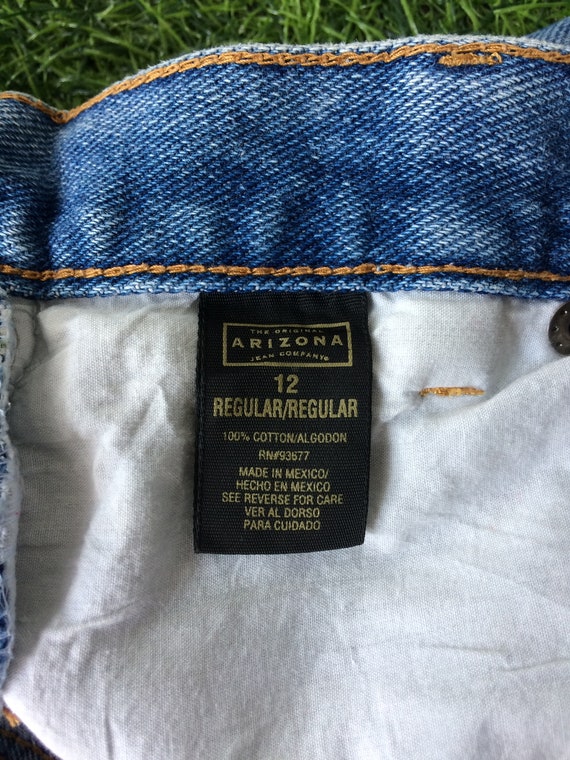 THE ORIGINAL
ARIZONA
JEAN COMPANY®
12
REGULAR/REGULAR
100% COTTON/ALGODON
RN#93677
MADE IN MEXICO/
HECHO EN MEXICO
SEE REVERSE FOR CARE
VER AL DORSO
PARA CUIDADO